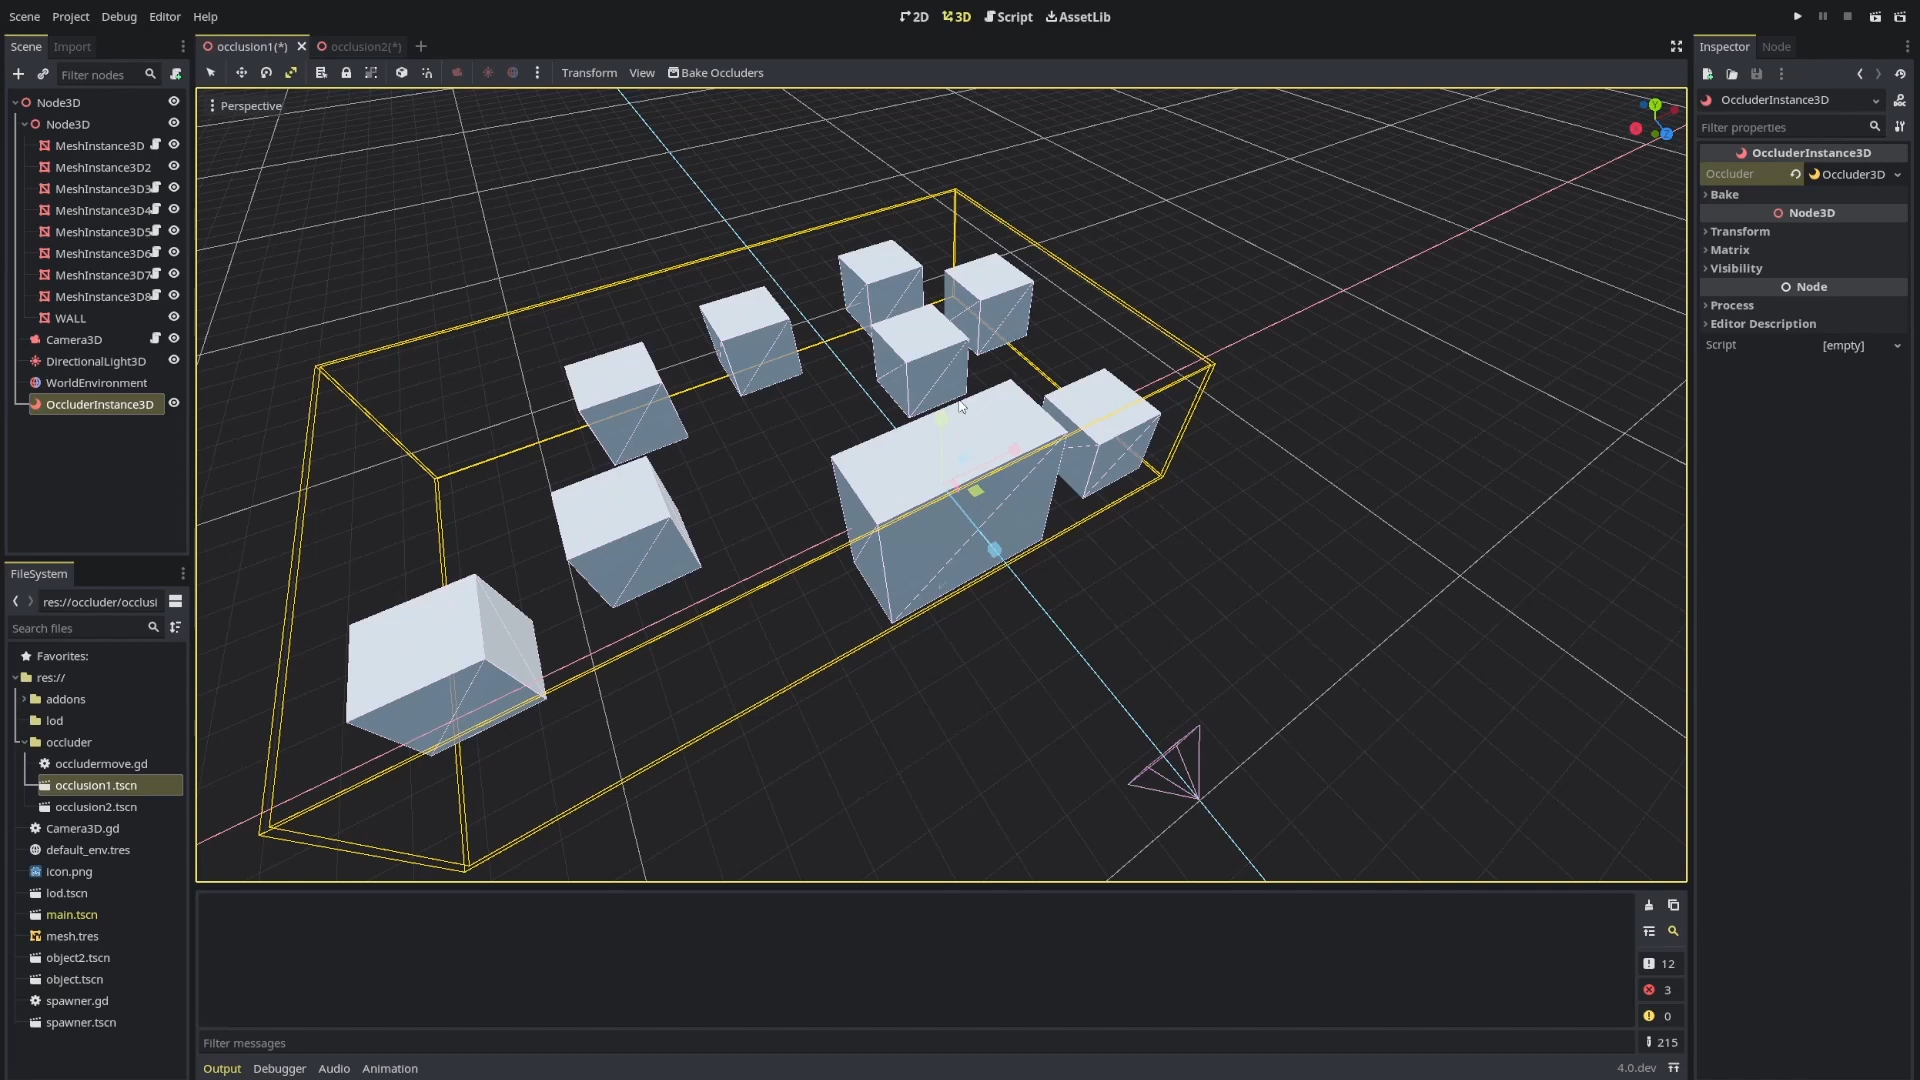 Scene Project Debug Editor Help
2D 3D Script AssetLib
Scene Import
occlusion1(*) occlusion2(*)
Inspector Node
Filter nodes
Transform View Bake Occluders
Perspective
Node3D
Node3D
MeshInstance3D
MeshInstance3D2
MeshInstance3D3
MeshInstance3D4
MeshInstance3D5
MeshInstance3D6
MeshInstance3D7
MeshInstance3D8
WALL
Camera3D
DirectionalLight3D
WorldEnvironment
OccluderInstance3D
FileSystem
res://occluder/occlusi
Search files
Favorites:
res://
addons
lod
occluder
occludermove.gd
occlusion1.tscn
occlusion2.tscn
Camera3D.gd
default_env.tres
icon.png
lod.tscn
main.tscn
mesh.tres
object2.tscn
object.tscn
spawner.gd
spawner.tscn
12
3
0
215
Filter messages
Output Debugger Audio Animation
4.0.dev
OccluderInstance3D
Filter properties
OccluderInstance3D
Occluder Occluder3D
Bake
Node3D
Transform
Matrix
Visibility
Node
Process
Editor Description
Script [empty]